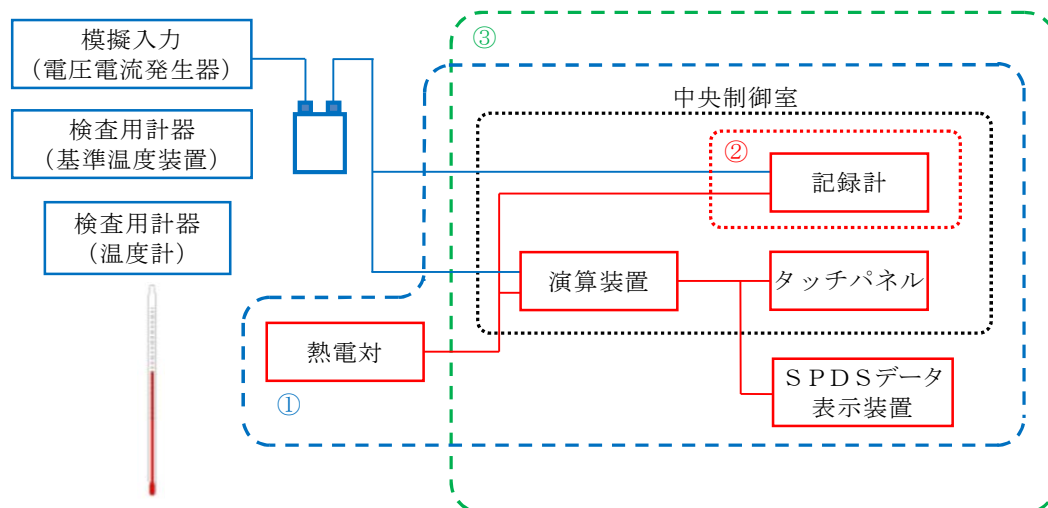 模擬入力
（電圧電流発生器）
検査用計器
（基準温度装置）
検査用計器
（温度計）
③
中央制御室
②
記録計
演算装置
タッチパネル
熱電対
ＳＰＤＳデータ
表示装置
①